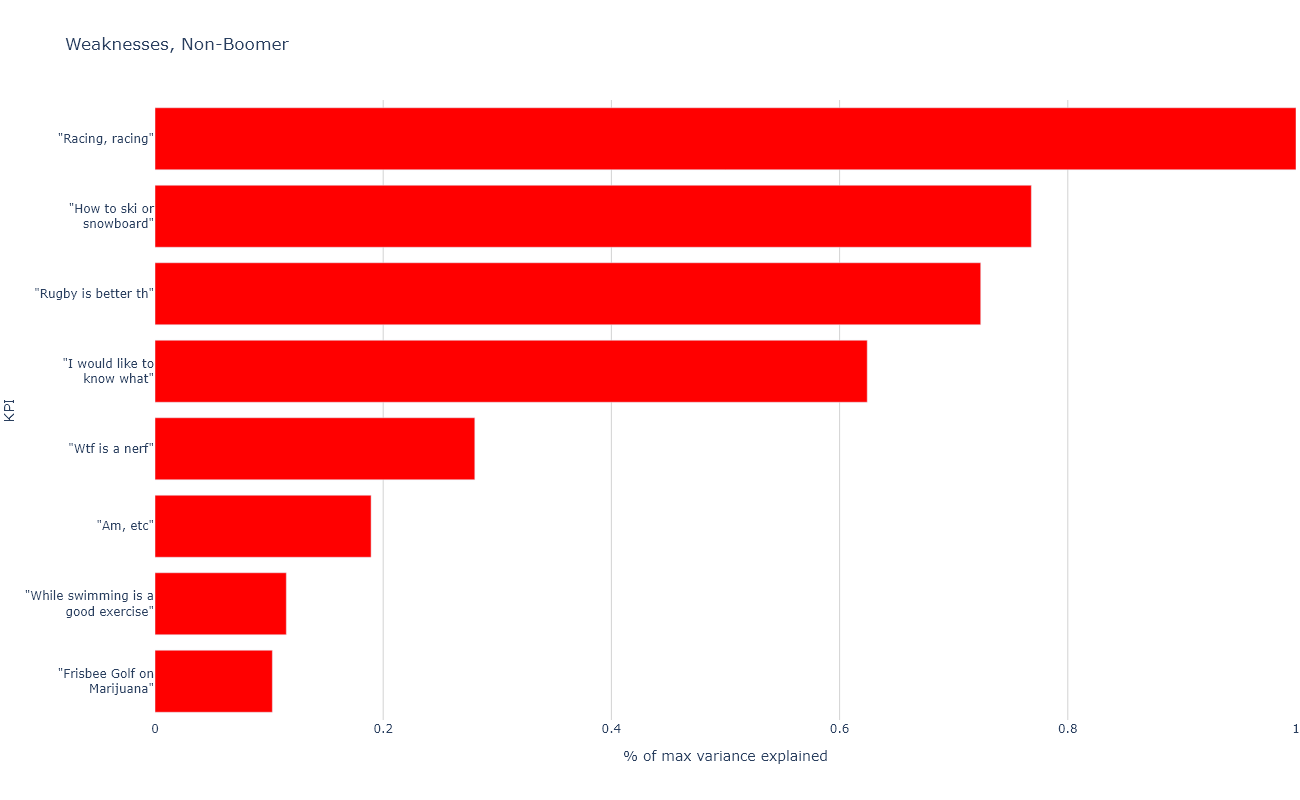 Weaknesses, Non-Boomer
"Racing, racing"
"How to ski or
snowboard"
"Rugby is better th"
"I would like to
know what"
"Wtf is a nerf"
"Am, etc"
"While swimming is a
good exercise"
"Frisbee Golf on
Marijuana"
KPI
0 0.2 0.4 0.6 0.8 1
% of max variance explained